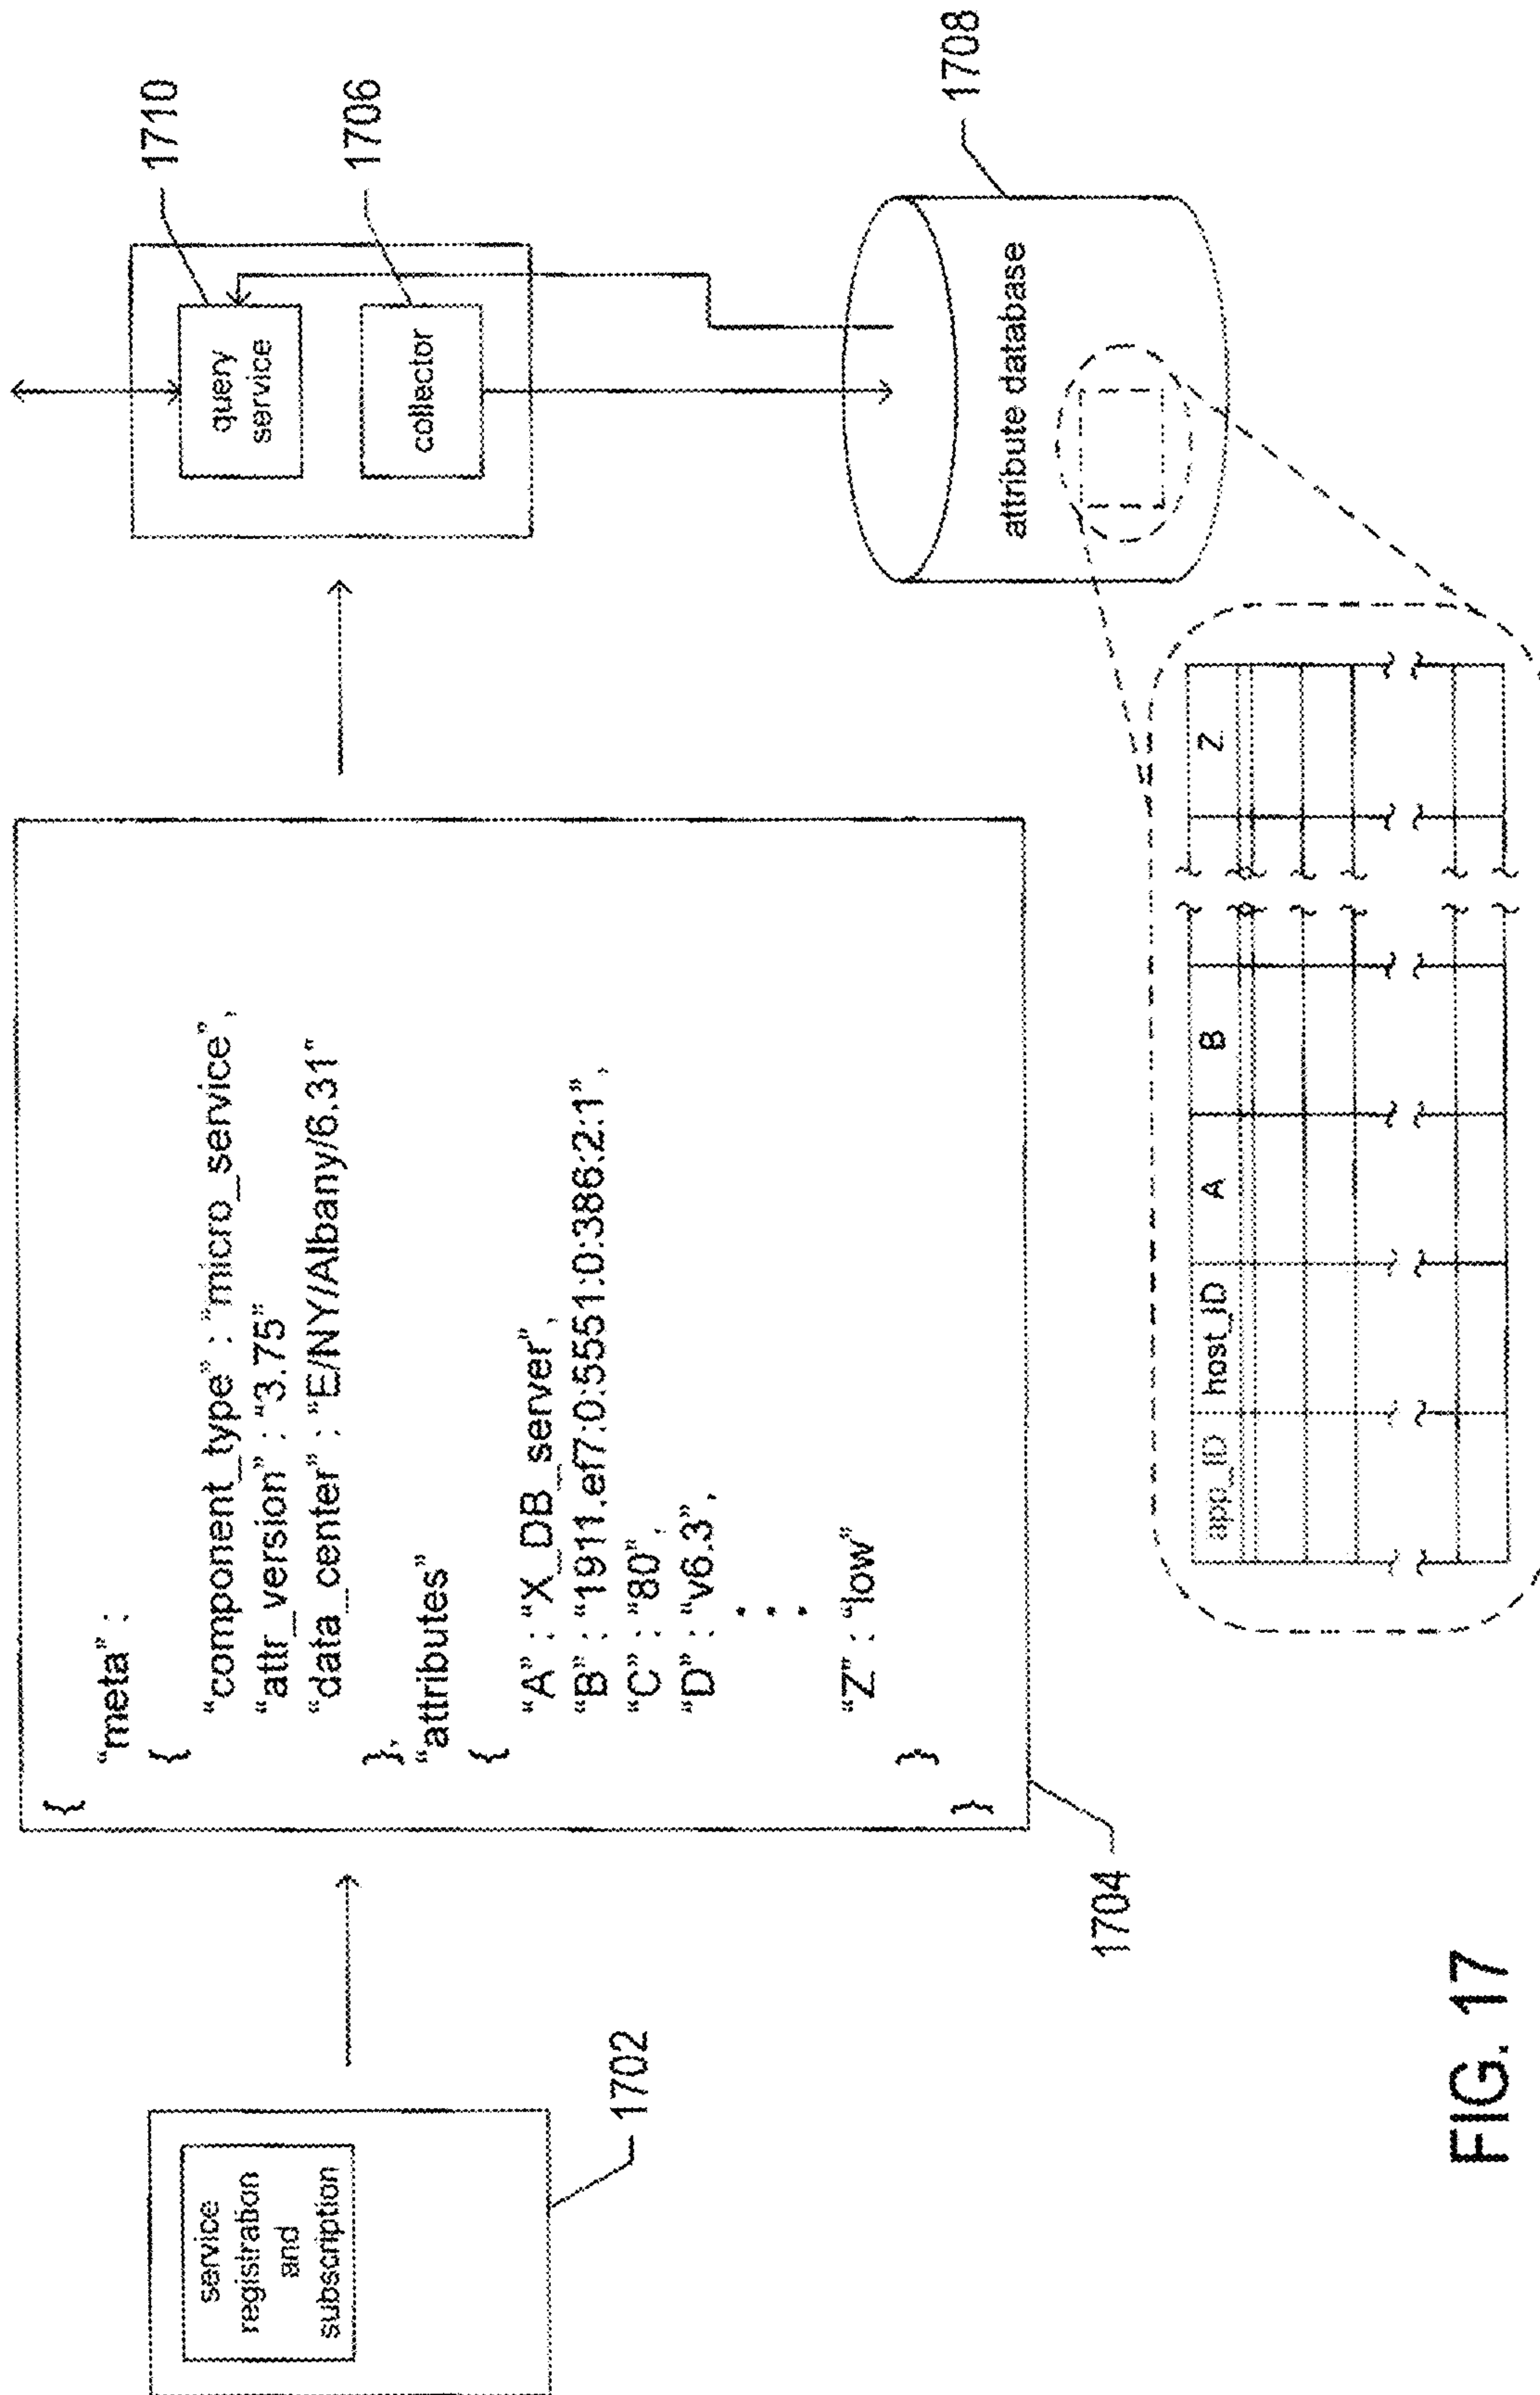 service
registration
and
subscription
1702
{
"meta" :
{
"component_type" : "micro_service",
"attr_version" : "3.75"
"data_center" : "E/NY/Albany/6.31"
},
"attributes"
{
"A" : "X_DB_server",
"B" : "1911.ef7:0:5551:0:386:2:1",
"C" : "80",
"D" : "v6.3",
"Z" : "low"
}
}
1704
query
service
1710
collector
1706
attribute database
1708
app_ID host_ID A B Z
FIG. 17